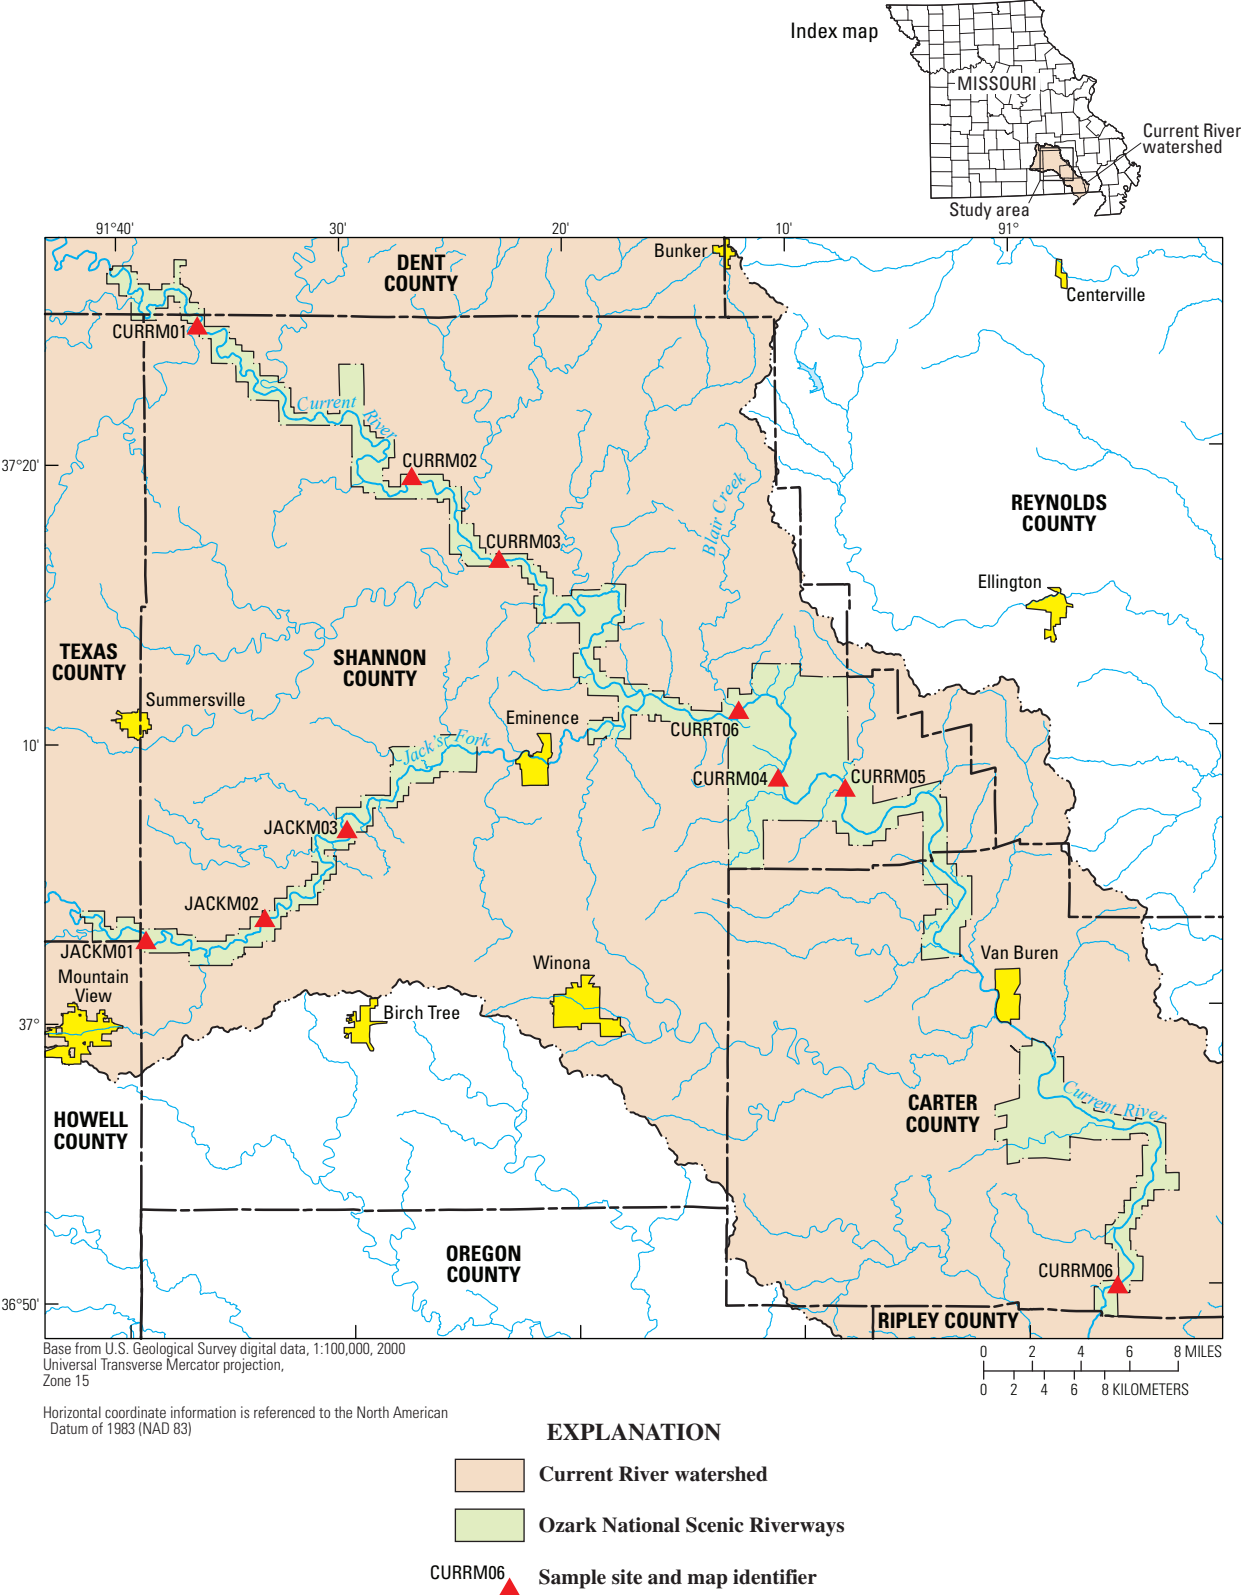 Index map
MISSOURI
Current River
watershed
Study area
91°40'
30'
20'
10'
91°
Bunker
DENT
COUNTY
Centerville
CURRM01
Current
River
37°20'
CURRM02
Blair Creek
REYNOLDS
COUNTY
CURRM03
Ellington
TEXAS
COUNTY
SHANNON
COUNTY
Summersville
Eminence
CURRT06
10'
Jack's Fork
CURRM04
CURRM05
JACKM03
JACKM02
JACKM01
Van Buren
Mountain
View
Winona
Birch Tree
37°
Current River
CARTER
COUNTY
HOWELL
COUNTY
OREGON
COUNTY
CURRM06
36°50'
RIPLEY COUNTY
Base from U.S. Geological Survey digital data, 1:100,000, 2000
Universal Transverse Mercator projection,
Zone 15
0 2 4 6 8 MILES
0 2 4 6 8 KILOMETERS
Horizontal coordinate information is referenced to the North American
Datum of 1983 (NAD 83)
EXPLANATION
Current River watershed
Ozark National Scenic Riverways
CURRM06
Sample site and map identifier